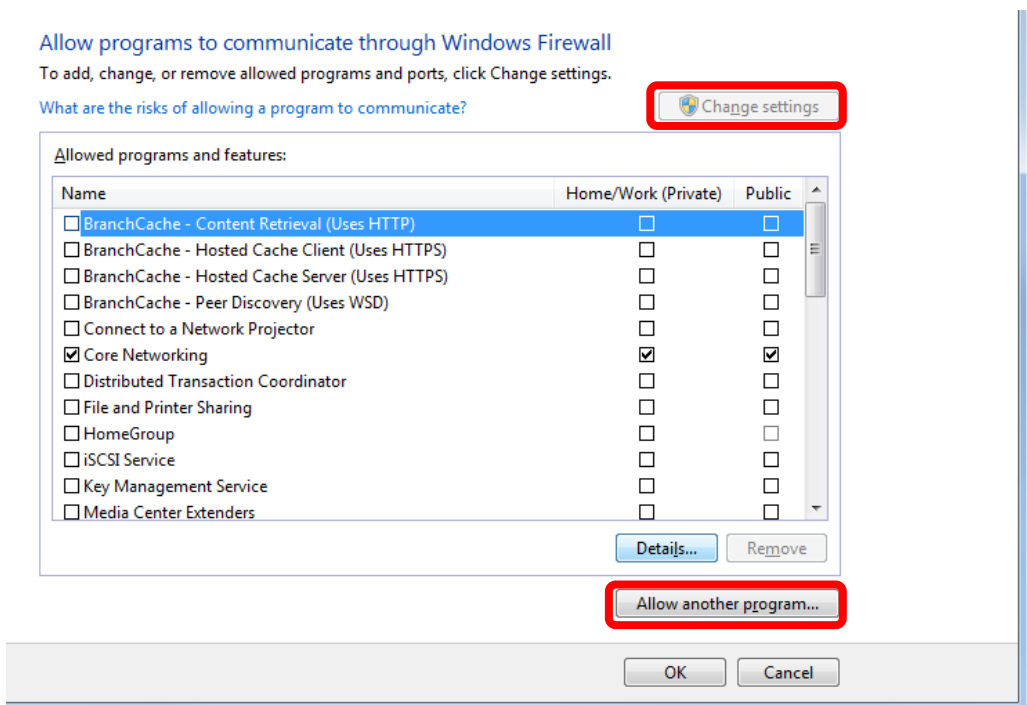 Allow programs to communicate through Windows Firewall
To add, change, or remove allowed programs and ports, click Change settings.
What are the risks of allowing a program to communicate?
Change settings
Allowed programs and features:
Name Home/Work (Private) Public
BranchCache - Content Retrieval (Uses HTTP)
BranchCache - Hosted Cache Client (Uses HTTPS)
BranchCache - Hosted Cache Server (Uses HTTPS)
BranchCache - Peer Discovery (Uses WSD)
Connect to a Network Projector
Core Networking
Distributed Transaction Coordinator
File and Printer Sharing
HomeGroup
iSCSI Service
Key Management Service
Media Center Extenders
Details... Remove
Allow another program...
OK Cancel